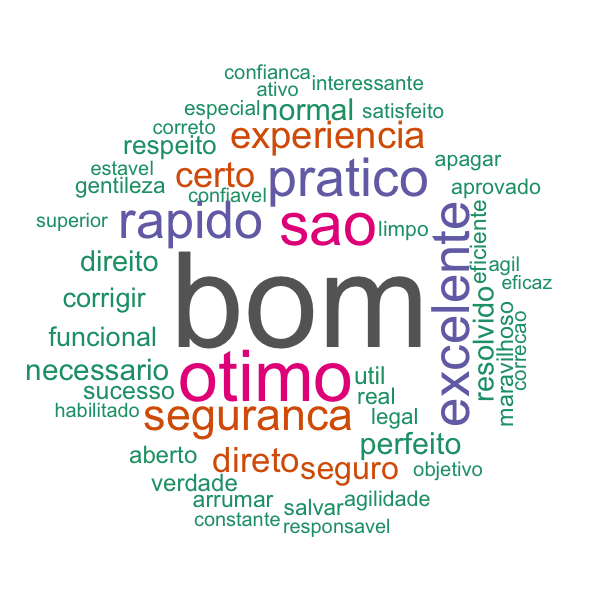 confianca
ativo
interessante
especial
normal
satisfeito
correto
respeito
experiencia
estavel
certo
pratico
apagar
gentileza
confiavel
aprovado
superior
rapido
sao
limpo
excelente
eficiente
direito
bom
agil
eficaz
corrigir
resolvido
maravilhoso
correcao
funcional
necessario
otimo
util
sucesso
real
habilitado
seguranca
legal
perfeito
aberto
direto
seguro
objetivo
verdade
arrumar
salvar
agilidade
constante
responsavel